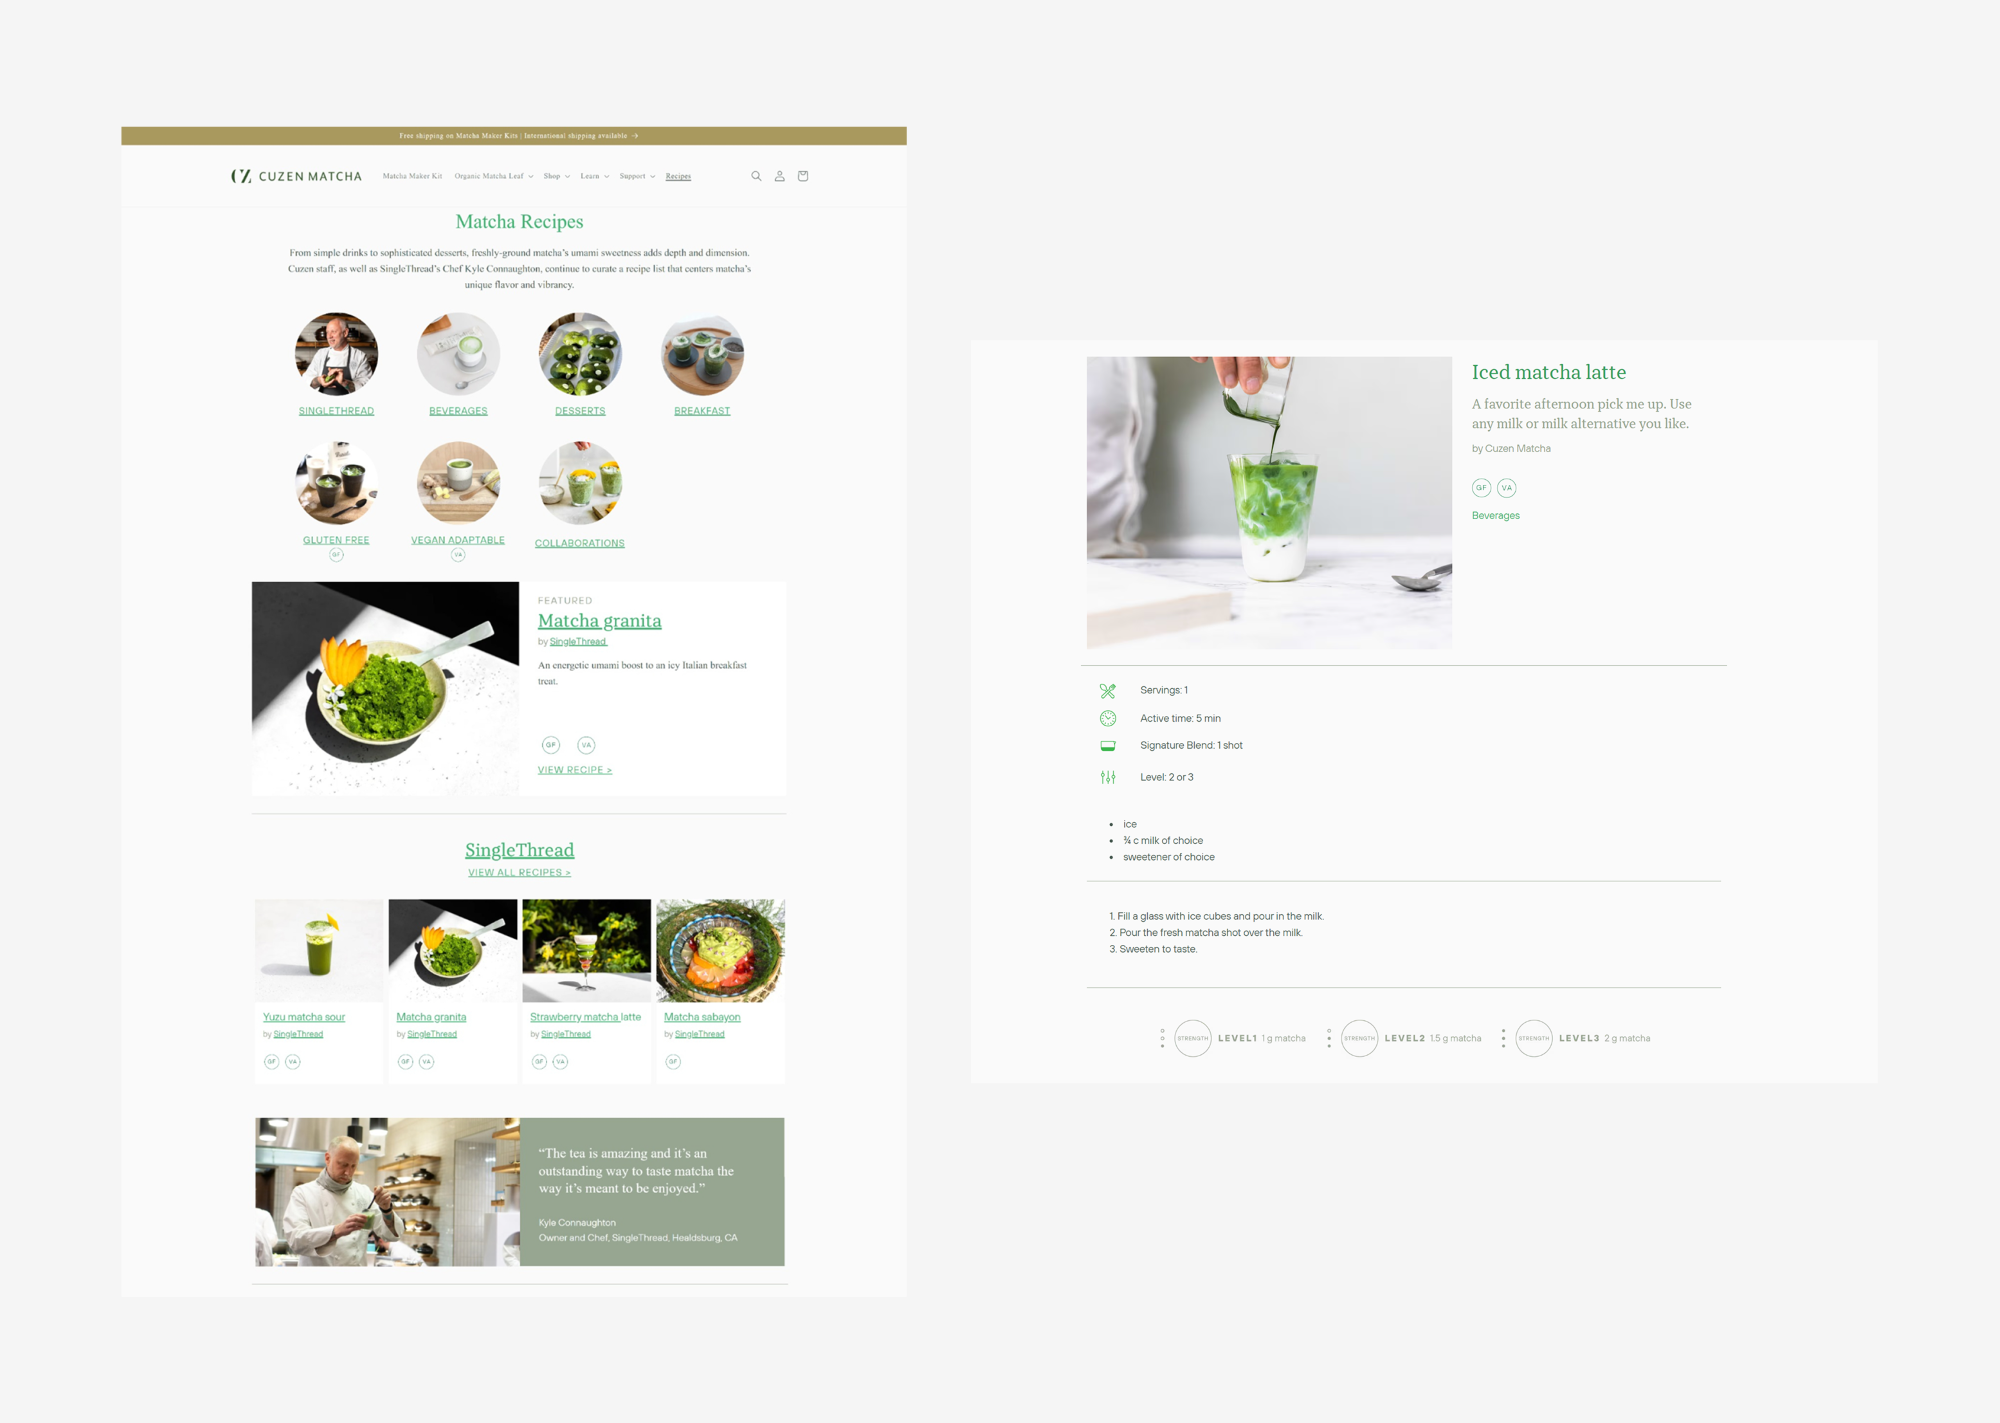 Free shipping on Matcha Maker Kits | International shipping available →
CUZEN MATCHA
Matcha Maker Kit Organic Matcha Leaf Shop Learn Support Recipes
Matcha Recipes
From simple drinks to sophisticated desserts, freshly-ground matcha's umami sweetness adds depth and dimension.
Cuzen staff, as well as SingleThread's Chef Kyle Connaughton, continue to curate a recipe list that centers matcha's
unique flavor and vibrancy.
SINGLETHREAD BEVERAGES DESSERTS BREAKFAST
GLUTEN FREE VEGAN ADAPTABLE COLLABORATIONS
GF VA
FEATURED
Matcha granita
by SingleThread
An energetic umami boost to an icy Italian breakfast
treat.
GF VA
VIEW RECIPE >
SingleThread
VIEW ALL RECIPES >
Yuzu matcha sour Matcha granita Strawberry matcha latte Matcha sabayon
by SingleThread by SingleThread by SingleThread by SingleThread
GF VA GF VA GF VA GF
“The tea is amazing and it's an
outstanding way to taste matcha the
way it's meant to be enjoyed.”
Kyle Connaughton
Owner and Chef, SingleThread, Healdsburg, CA
Iced matcha latte
A favorite afternoon pick me up. Use
any milk or milk alternative you like.
by Cuzen Matcha
GF VA
Beverages
Servings: 1
Active time: 5 min
Signature Blend: 1 shot
Level: 2 or 3
• ice
• ¾ c milk of choice
• sweetener of choice
1. Fill a glass with ice cubes and pour in the milk.
2. Pour the fresh matcha shot over the milk.
3. Sweeten to taste.
STRENGTH LEVEL1 1 g matcha STRENGTH LEVEL2 1.5 g matcha STRENGTH LEVEL3 2 g matcha